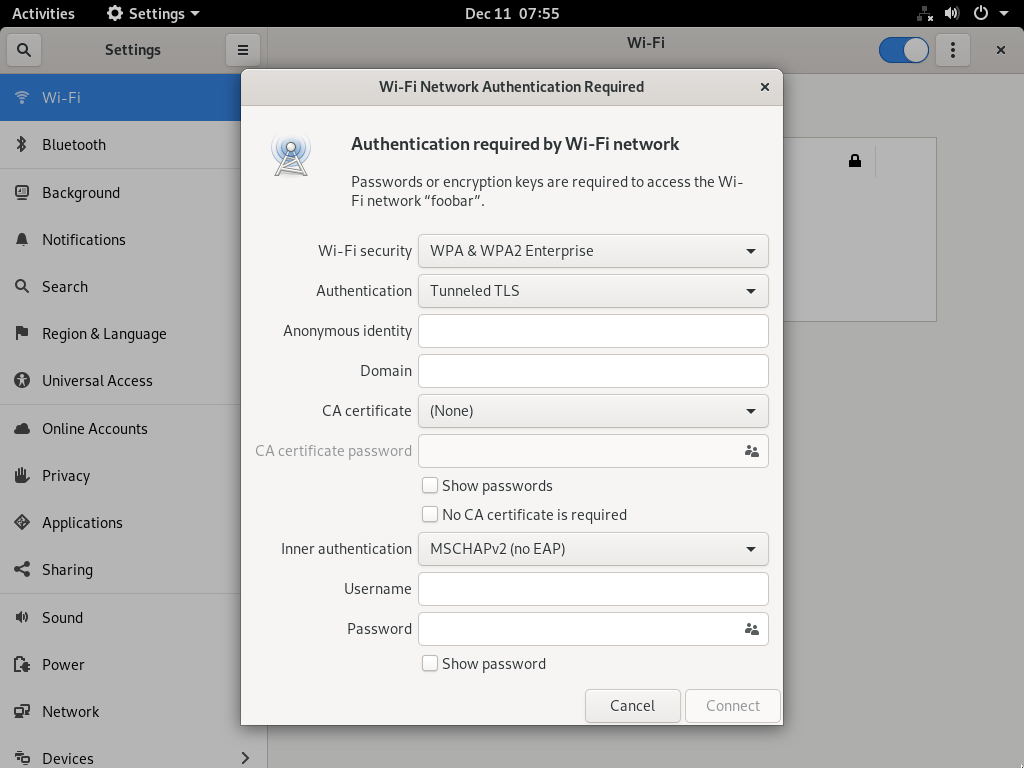 Activities
Settings
Dec 11 07:55
Settings
Wi-Fi
Wi-Fi
Bluetooth
Background
Notifications
Search
Region & Language
Universal Access
Online Accounts
Privacy
Applications
Sharing
Sound
Power
Network
Devices
Wi-Fi Network Authentication Required
Authentication required by Wi-Fi network
Passwords or encryption keys are required to access the Wi-
Fi network “foobar”.
Wi-Fi security WPA & WPA2 Enterprise
Authentication Tunneled TLS
Anonymous identity
Domain
CA certificate (None)
CA certificate password
Show passwords
No CA certificate is required
Inner authentication MSCHAPv2 (no EAP)
Username
Password
Show password
Cancel Connect